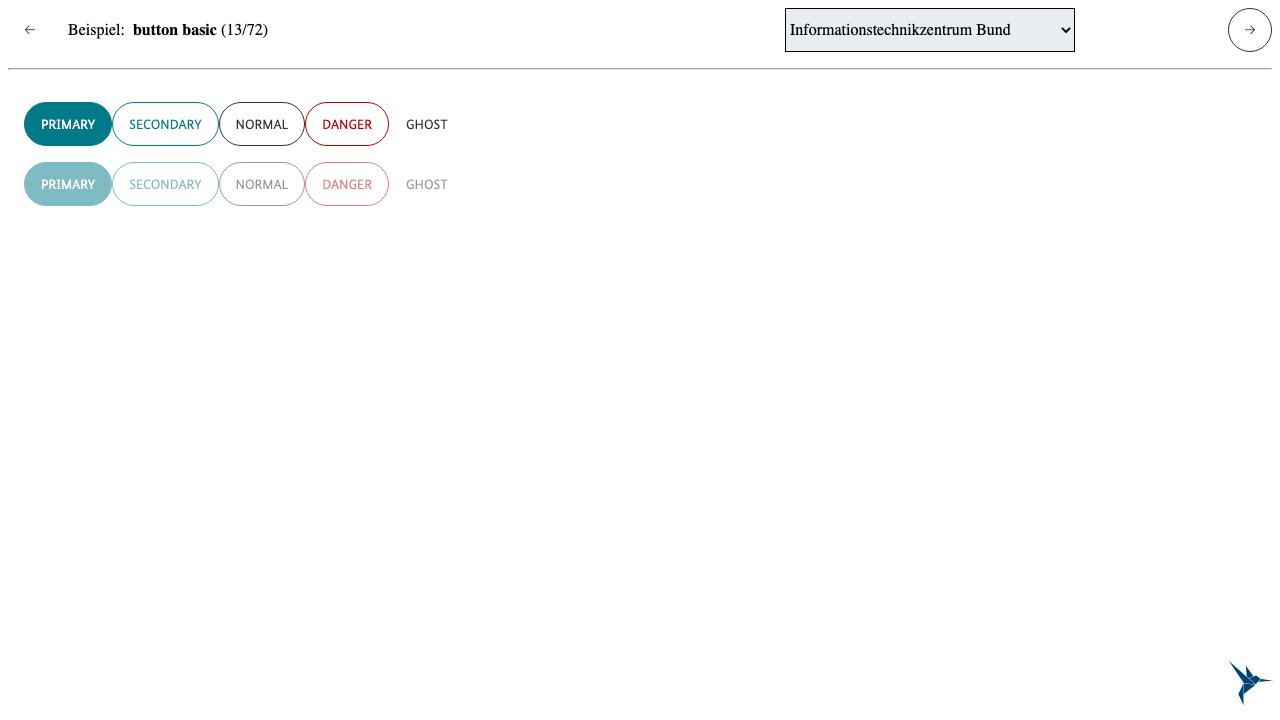 ← Beispiel: button basic (13/72) Informationstechnikzentrum Bund →
PRIMARY SECONDARY NORMAL DANGER GHOST
PRIMARY SECONDARY NORMAL DANGER GHOST